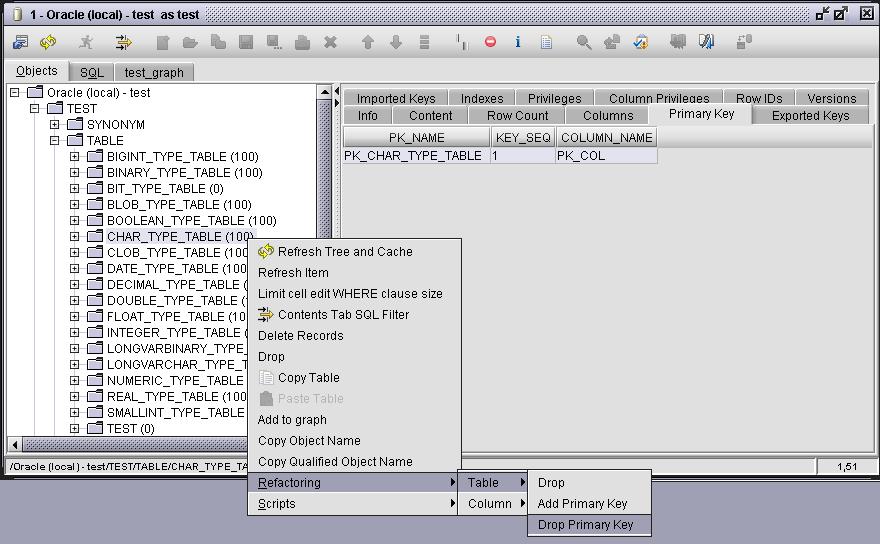 1 - Oracle (local) - test as test
Objects SQL test_graph
Oracle (local) - test
TEST
SYNONYM
TABLE
BIGINT_TYPE_TABLE (100)
BINARY_TYPE_TABLE (100)
BIT_TYPE_TABLE (0)
BLOB_TYPE_TABLE (100)
BOOLEAN_TYPE_TABLE (100)
CHAR_TYPE_TABLE (100)
CLOB_TYPE_TABLE (100
DATE_TYPE_TABLE (100
DECIMAL_TYPE_TABLE (
DOUBLE_TYPE_TABLE (
FLOAT_TYPE_TABLE (10
INTEGER_TYPE_TABLE (
LONGVARBINARY_TYPE_
LONGVARCHAR_TYPE_
NUMERIC_TYPE_TABLE
REAL_TYPE_TABLE (100
SMALLINT_TYPE_TABLE
TEST (0)
Imported Keys Indexes Privileges Column Privileges Row IDs Versions
Info Content Row Count Columns Primary Key Exported Keys
PK_NAME KEY_SEQ COLUMN_NAME
PK_CHAR_TYPE_TABLE 1 PK_COL
Refresh Tree and Cache
Refresh Item
Limit cell edit WHERE clause size
Contents Tab SQL Filter
Delete Records
Drop
Copy Table
Paste Table
Add to graph
Copy Object Name
Copy Qualified Object Name
Refactoring
Scripts
Table
Column
Drop
Add Primary Key
Drop Primary Key
/Oracle (local) - test/TEST/TABLE/CHAR_TYPE_TA
1,51